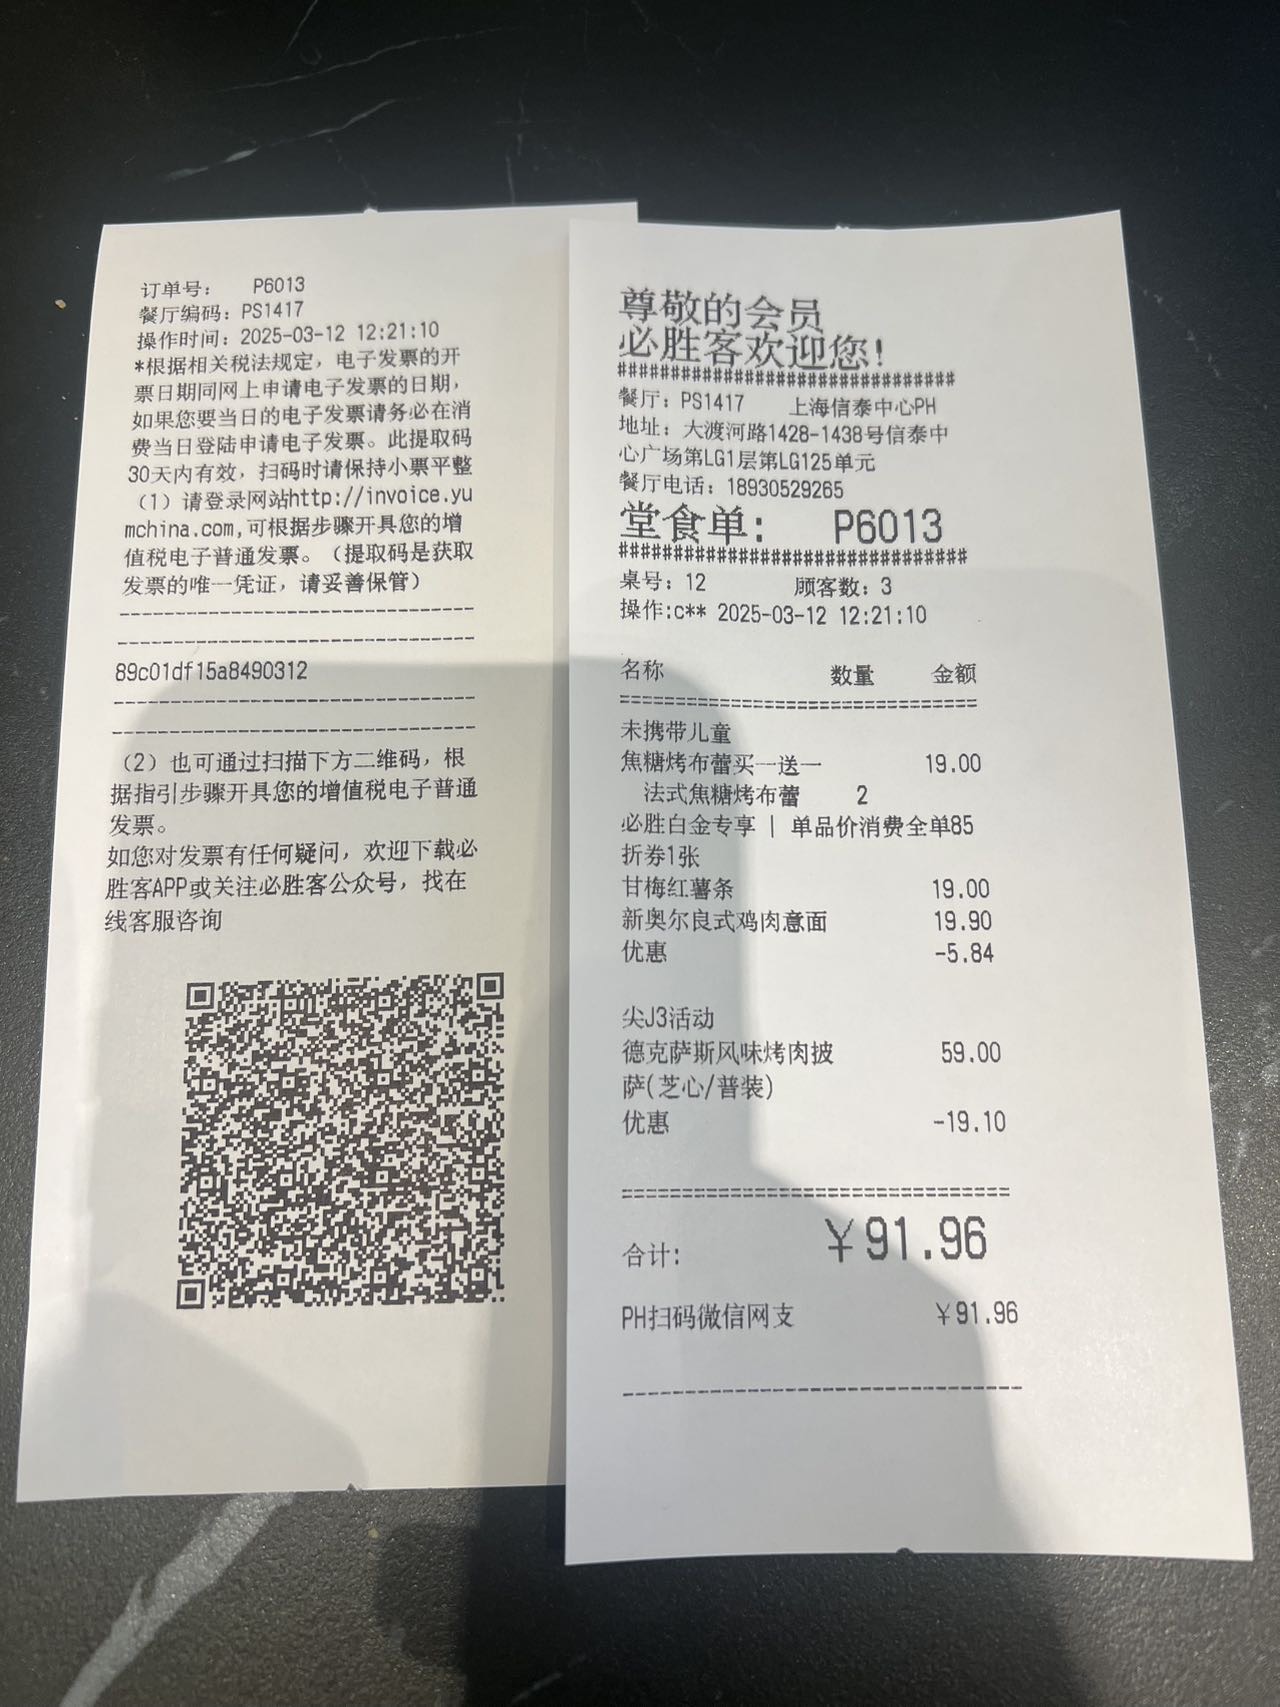 订单号： P6013
餐厅编码：PS1417
操作时间：2025-03-12 12:21:10
*根据相关税法规定，电子发票的开
票日期同网上申请电子发票的日期，
如果您要当日的电子发票请务必在消
费当日登陆申请电子发票。此提取码
30天内有效，扫码时请保持小票平整
（1）请登录网站http://invoice.yu
mchina.com,可根据步骤开具您的增
值税电子普通发票。（提取码是获取
发票的唯一凭证，请妥善保管）
--------------------------------
--------------------------------
89c01df15a8490312
--------------------------------
--------------------------------
（2）也可通过扫描下方二维码，根
据指引步骤开具您的增值税电子普通
发票。
如您对发票有任何疑问，欢迎下载必
胜客APP或关注必胜客公众号，找在
线客服咨询
尊敬的会员
必胜客欢迎您!
################################
餐厅：PS1417 上海信泰中心PH
地址：大渡河路1428-1438号信泰中
心广场第LG1层第LG125单元
餐厅电话：18930529265
堂食单： P6013
################################
桌号：12 顾客数：3
操作:c** 2025-03-12 12:21:10
名称 数量 金额
================================
未携带儿童
焦糖烤布蕾买一送一 19.00
法式焦糖烤布蕾 2
必胜白金专享 | 单品价消费全单85
折券1张
甘梅红薯条 19.00
新奥尔良式鸡肉意面 19.90
优惠 -5.84
尖J3活动
德克萨斯风味烤肉披 59.00
萨(芝心/普装)
优惠 -19.10
================================
合计: ￥91.96
PH扫码微信网支 ￥91.96
--------------------------------